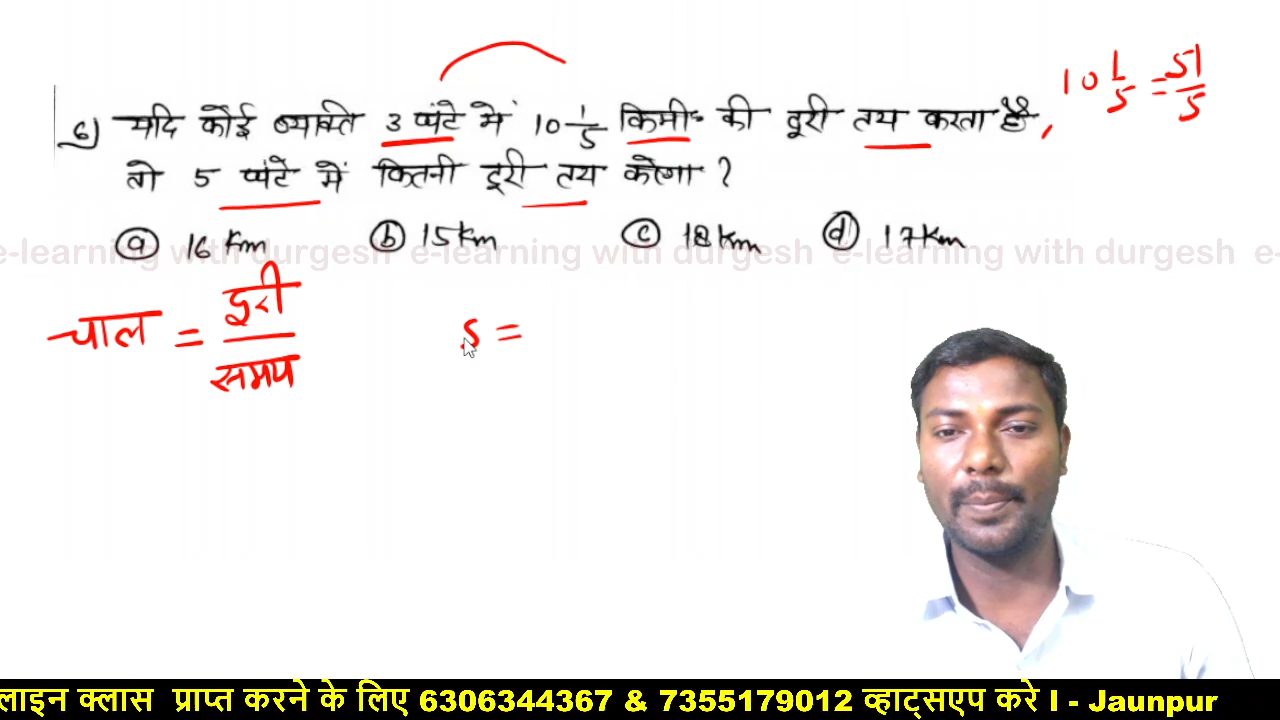 6) यदि कोई व्यक्ति 3 घंटे में 10 1/5 किमी॰ की दूरी तय करता है, 10 1/5 = 51/5
तो 5 घंटे में कितनी दूरी तय करेगा ?
(a) 16 Km (b) 15 Km (c) 18 Km (d) 17 Km
e-learning with durgesh e-learning with durgesh e-learning with durgesh e-
चाल = दूरी/समय s =
लाइन क्लास प्राप्त करने के लिए 6306344367 & 7355179012 व्हाट्सएप करे I - Jaunpur